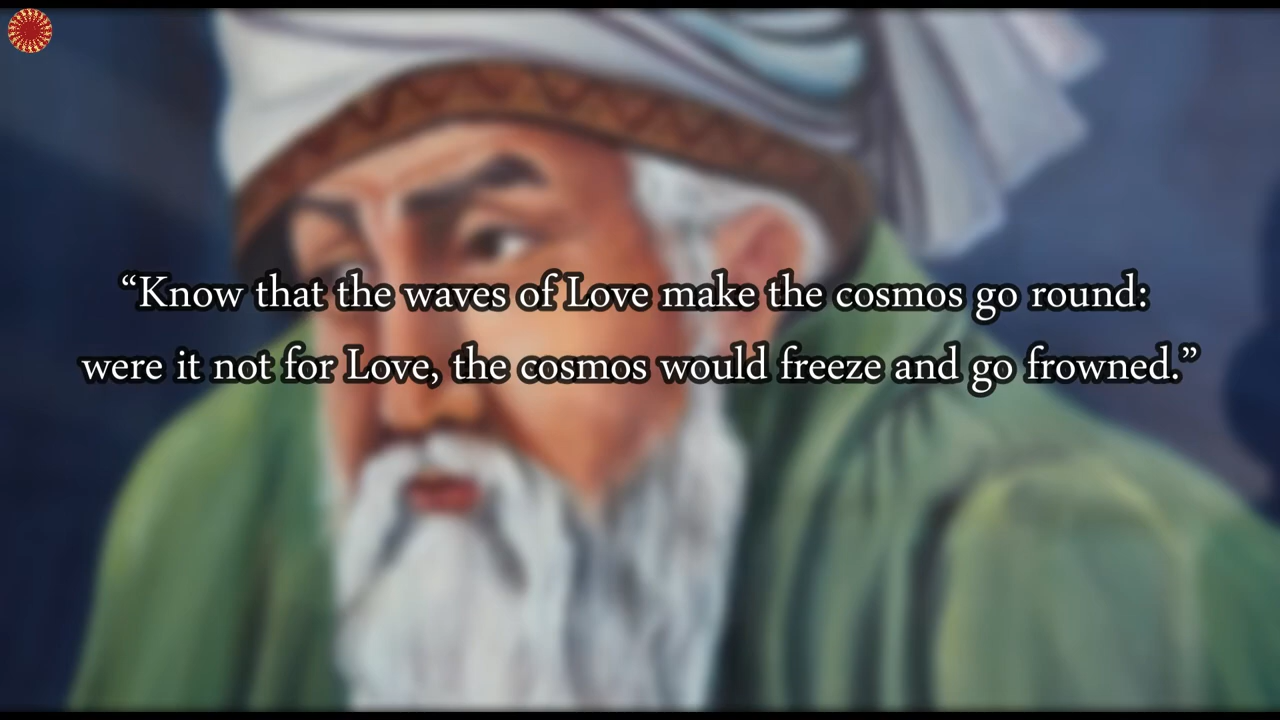 “Know that the waves of Love make the cosmos go round:
were it not for Love, the cosmos would freeze and go frowned.”